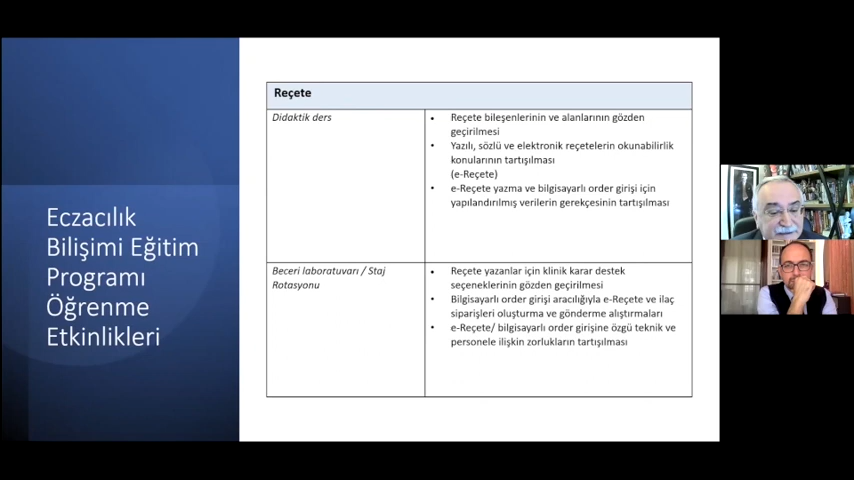 Eczacılık
Bilişimi Eğitim
Programı
Öğrenme
Etkinlikleri
Reçete
Didaktik ders
• Reçete bileşenlerinin ve alanlarının gözden
geçirilmesi
• Yazılı, sözlü ve elektronik reçetelerin okunabilirlik
konularının tartışılması
(e-Reçete)
• e-Reçete yazma ve bilgisayarlı order girişi için
yapılandırılmış verilerin gerekçesinin tartışılması
Beceri laboratuvarı / Staj
Rotasyonu
• Reçete yazanlar için klinik karar destek
seçeneklerinin gözden geçirilmesi
• Bilgisayarlı order girişi aracılığıyla e-Reçete ve ilaç
siparişleri oluşturma ve gönderme alıştırmaları
• e-Reçete/ bilgisayarlı order girişine özgü teknik ve
personele ilişkin zorlukların tartışılması